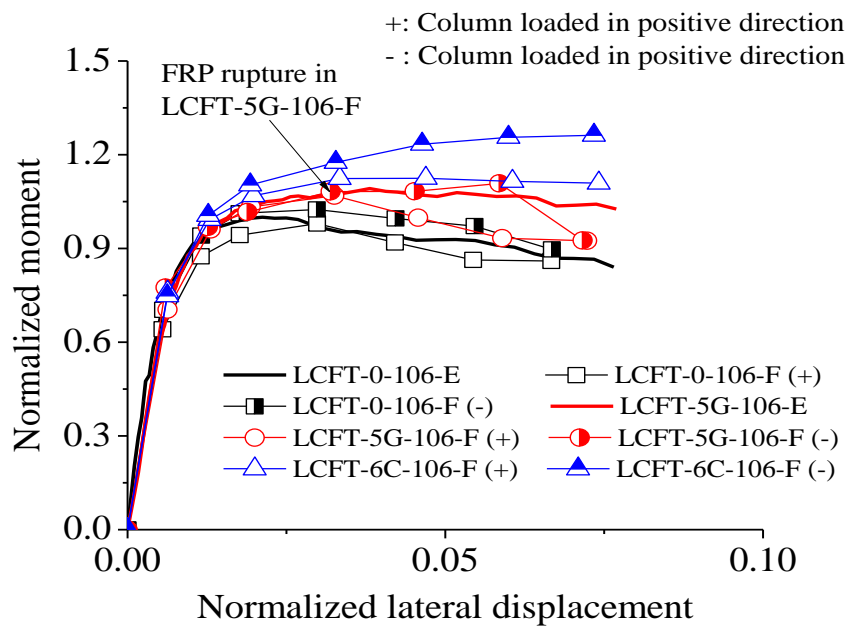 +: Column loaded in positive direction
- : Column loaded in positive direction
FRP rupture in
LCFT-5G-106-F
1.5
1.2
0.9
0.6
0.3
0.0
Normalized moment
LCFT-0-106-E
LCFT-0-106-F (+)
LCFT-0-106-F (-)
LCFT-5G-106-E
LCFT-5G-106-F (+)
LCFT-5G-106-F (-)
LCFT-6C-106-F (+)
LCFT-6C-106-F (-)
0.00
0.05
0.10
Normalized lateral displacement